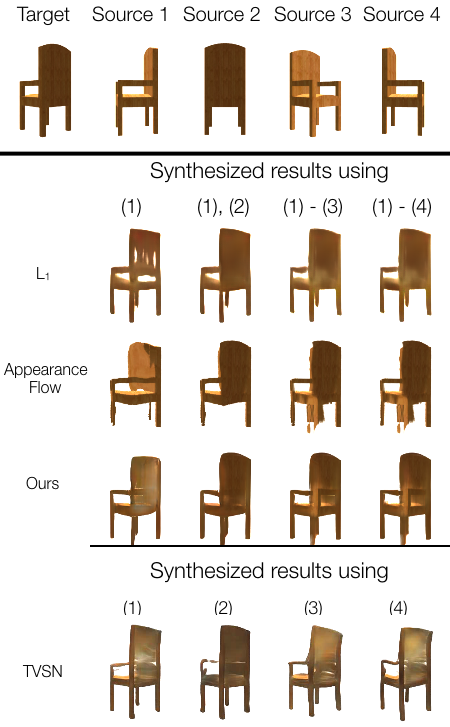 Target Source 1 Source 2 Source 3 Source 4
Synthesized results using
(1) (1), (2) (1) - (3) (1) - (4)
L₁
Appearance
Flow
Ours
Synthesized results using
(1) (2) (3) (4)
TVSN